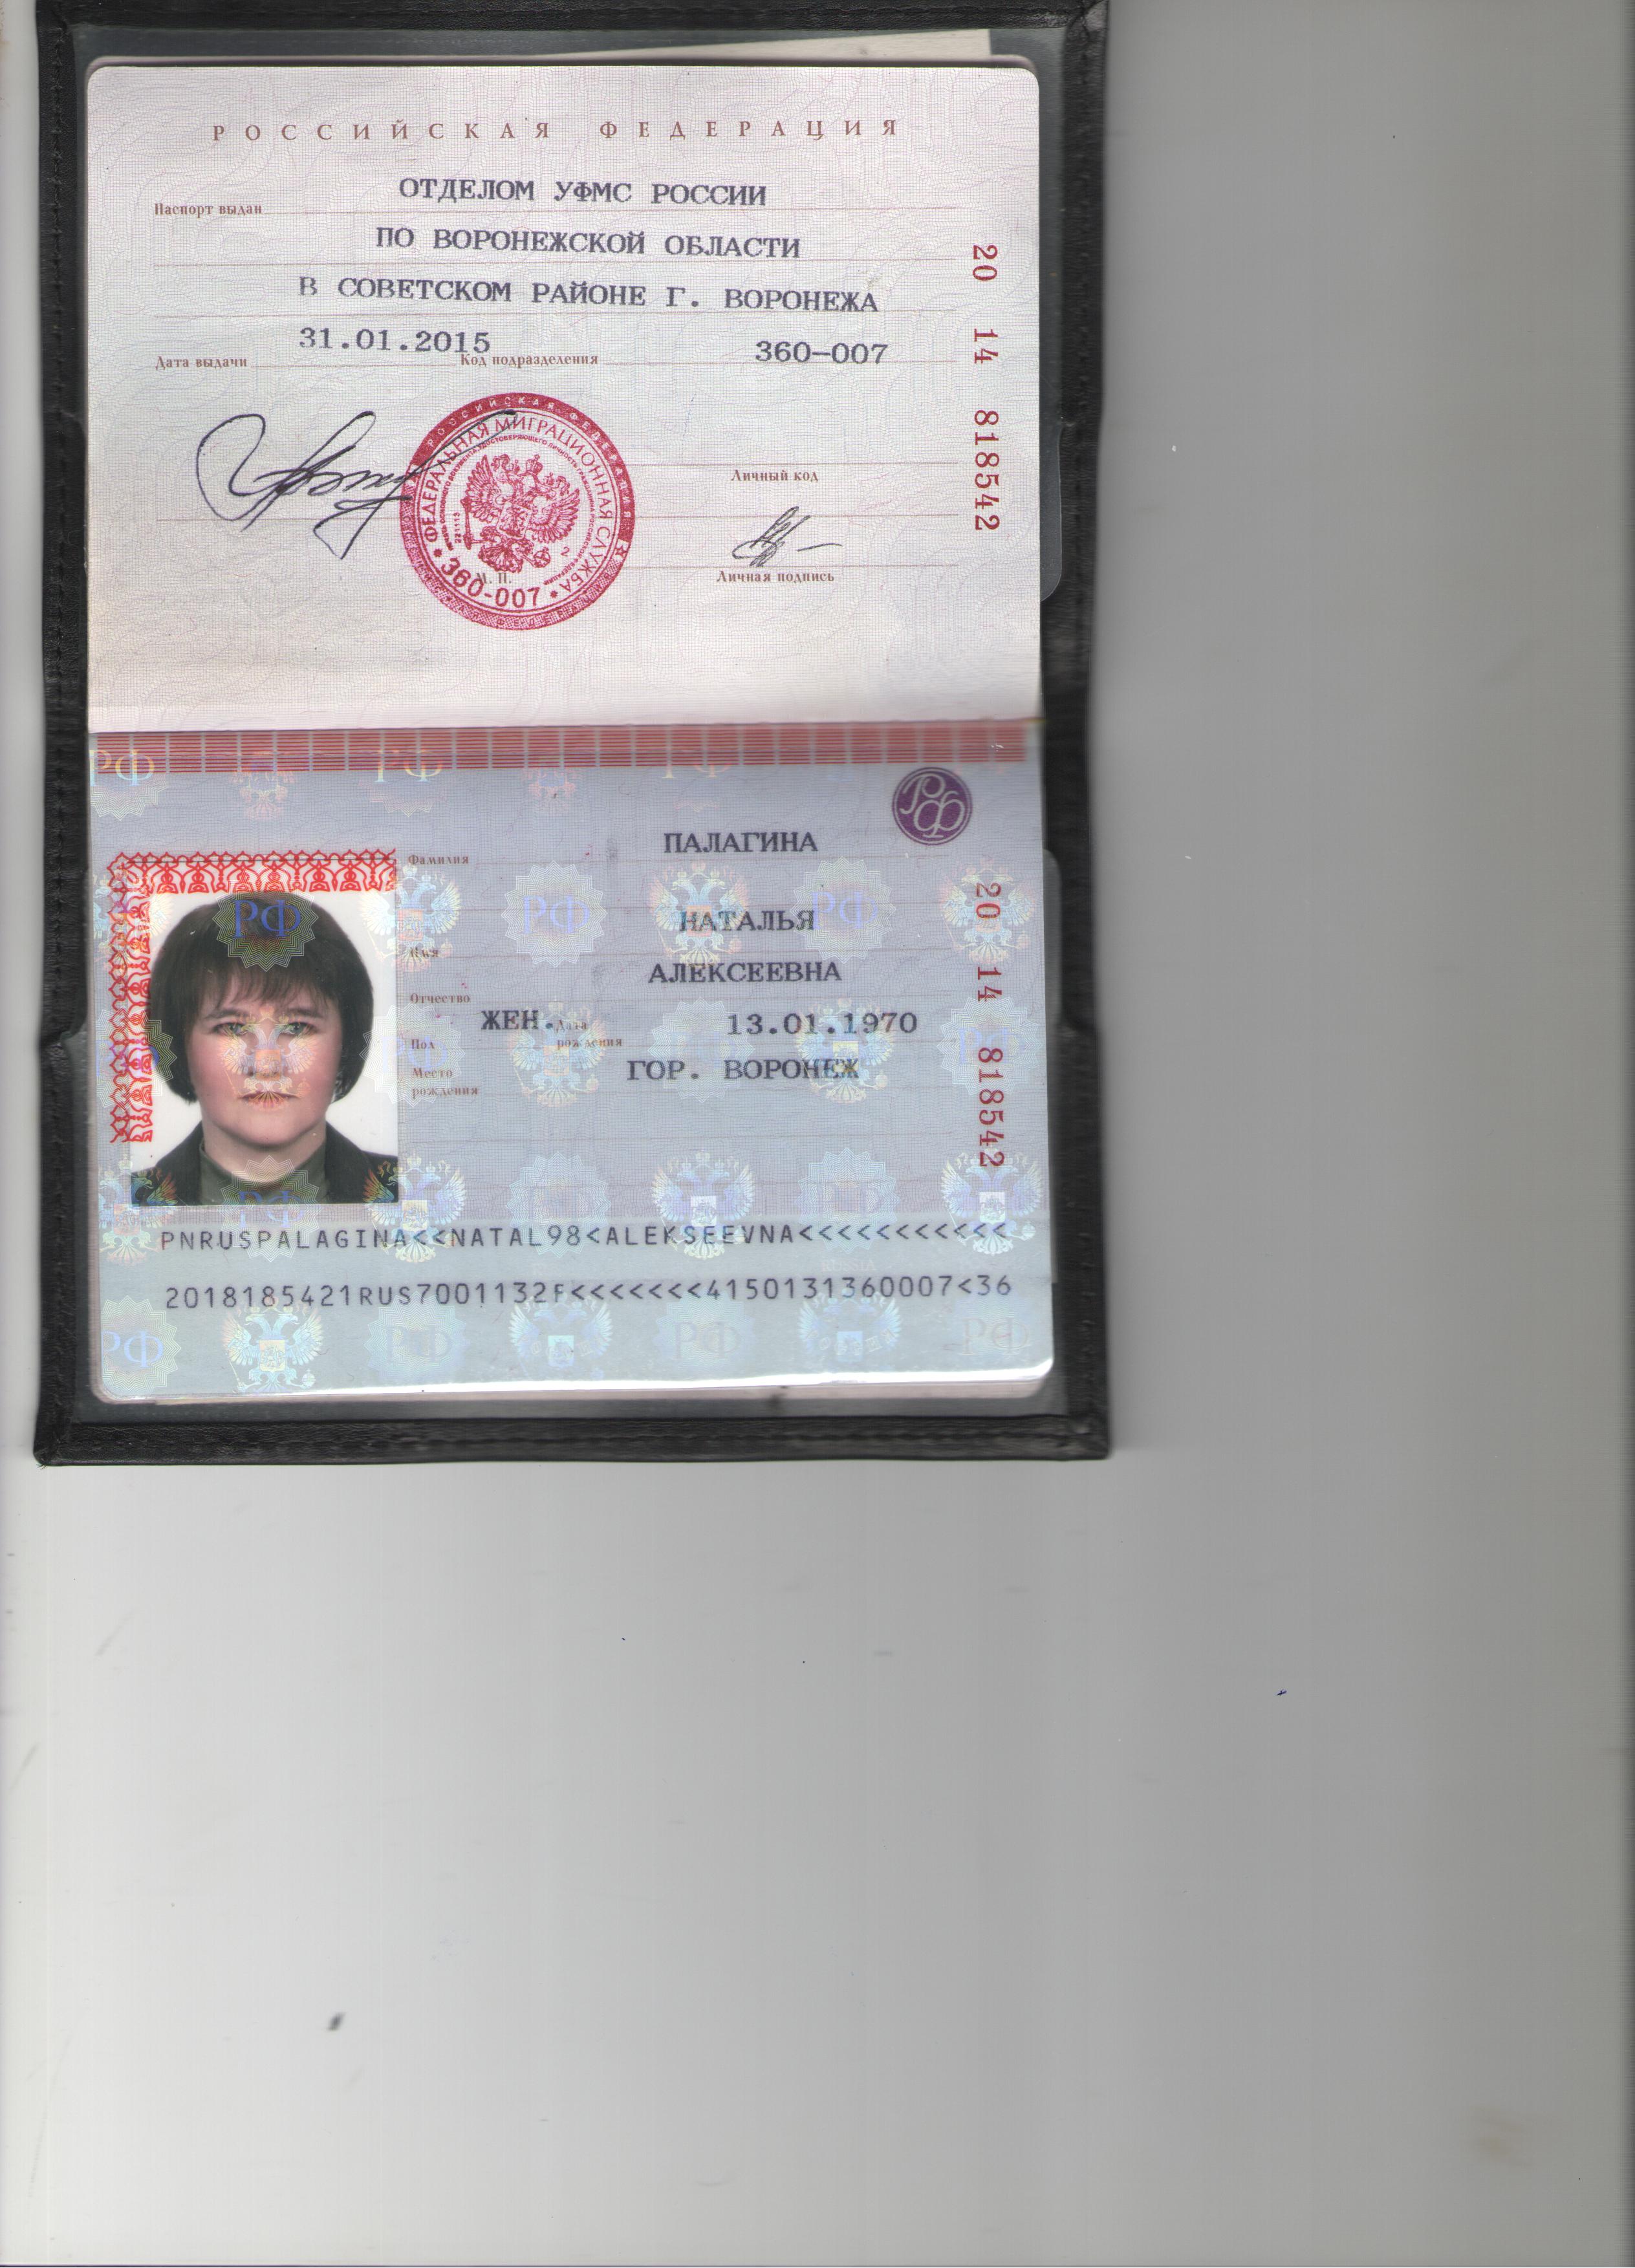 РОССИЙСКАЯ ФЕДЕРАЦИЯ
Паспорт выдан ОТДЕЛОМ УФМС РОССИИ
ПО ВОРОНЕЖСКОЙ ОБЛАСТИ
В СОВЕТСКОМ РАЙОНЕ Г. ВОРОНЕЖА
Дата выдачи 31.01.2015 Код подразделения 360-007
20 14 818542
РОССИЙСКАЯ ФЕДЕРАЦИЯ
ФЕДЕРАЛЬНАЯ МИГРАЦИОННАЯ СЛУЖБА
360-007
М. П.
Личный код
Личная подпись
РФ
Фамилия ПАЛАГИНА
Имя НАТАЛЬЯ
Отчество АЛЕКСЕЕВНА
Пол ЖЕН. Дата рождения 13.01.1970
Место рождения ГОР. ВОРОНЕЖ
20 14 818542
PNRUSPALAGINA<<NATAL98<ALEKSEEVNA<<<<<<<<<<<
2018185421RUS7001132F<<<<<<<4150131360007<36